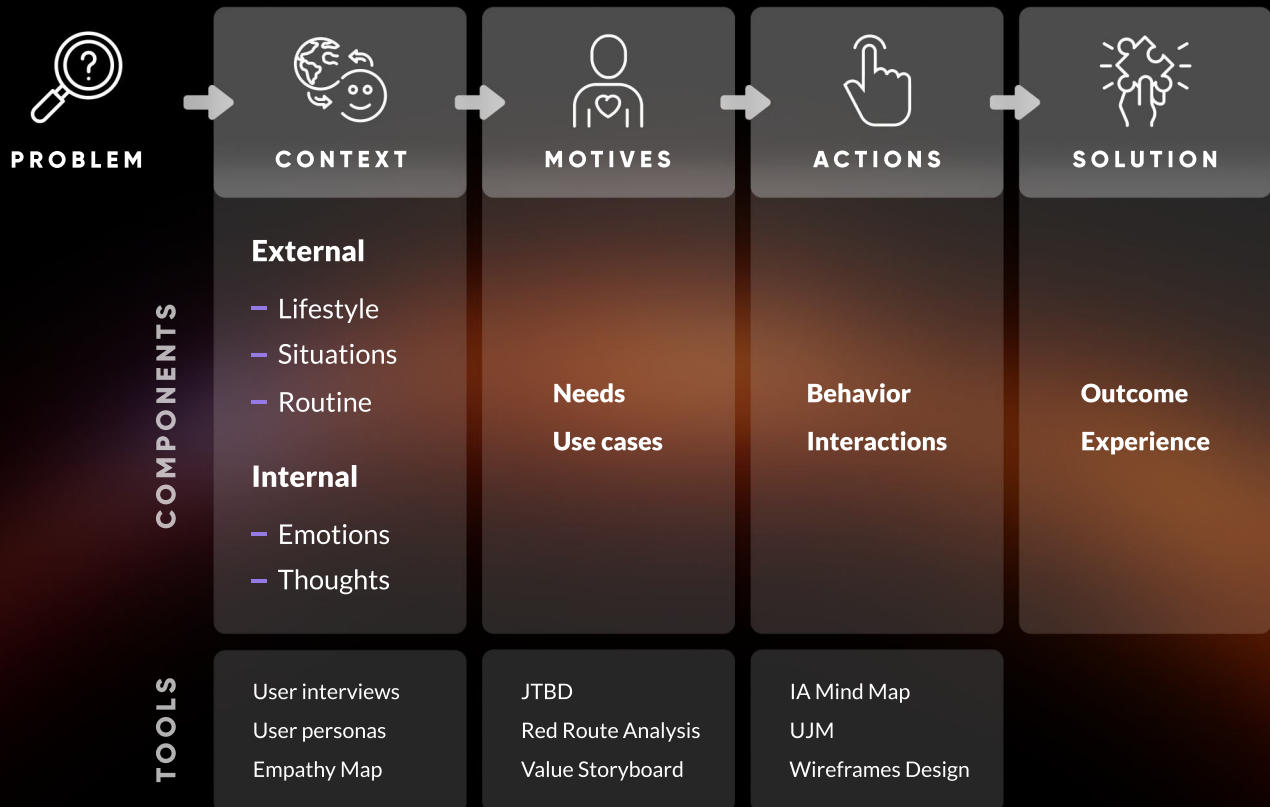 ?
PROBLEM
CONTEXT
MOTIVES
ACTIONS
SOLUTION
COMPONENTS
External
– Lifestyle
– Situations
– Routine
Internal
– Emotions
– Thoughts
Needs
Use cases
Behavior
Interactions
Outcome
Experience
TOOLS
User interviews
User personas
Empathy Map
JTBD
Red Route Analysis
Value Storyboard
IA Mind Map
UJM
Wireframes Design